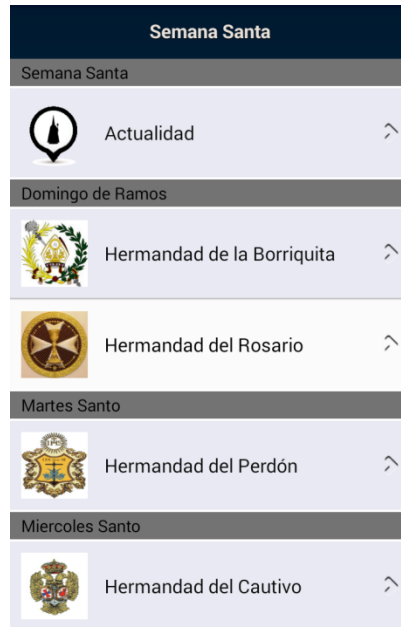 Semana Santa
Semana Santa
Actualidad
Domingo de Ramos
Hermandad de la Borriquita
Hermandad del Rosario
Martes Santo
Hermandad del Perdón
Miercoles Santo
Hermandad del Cautivo